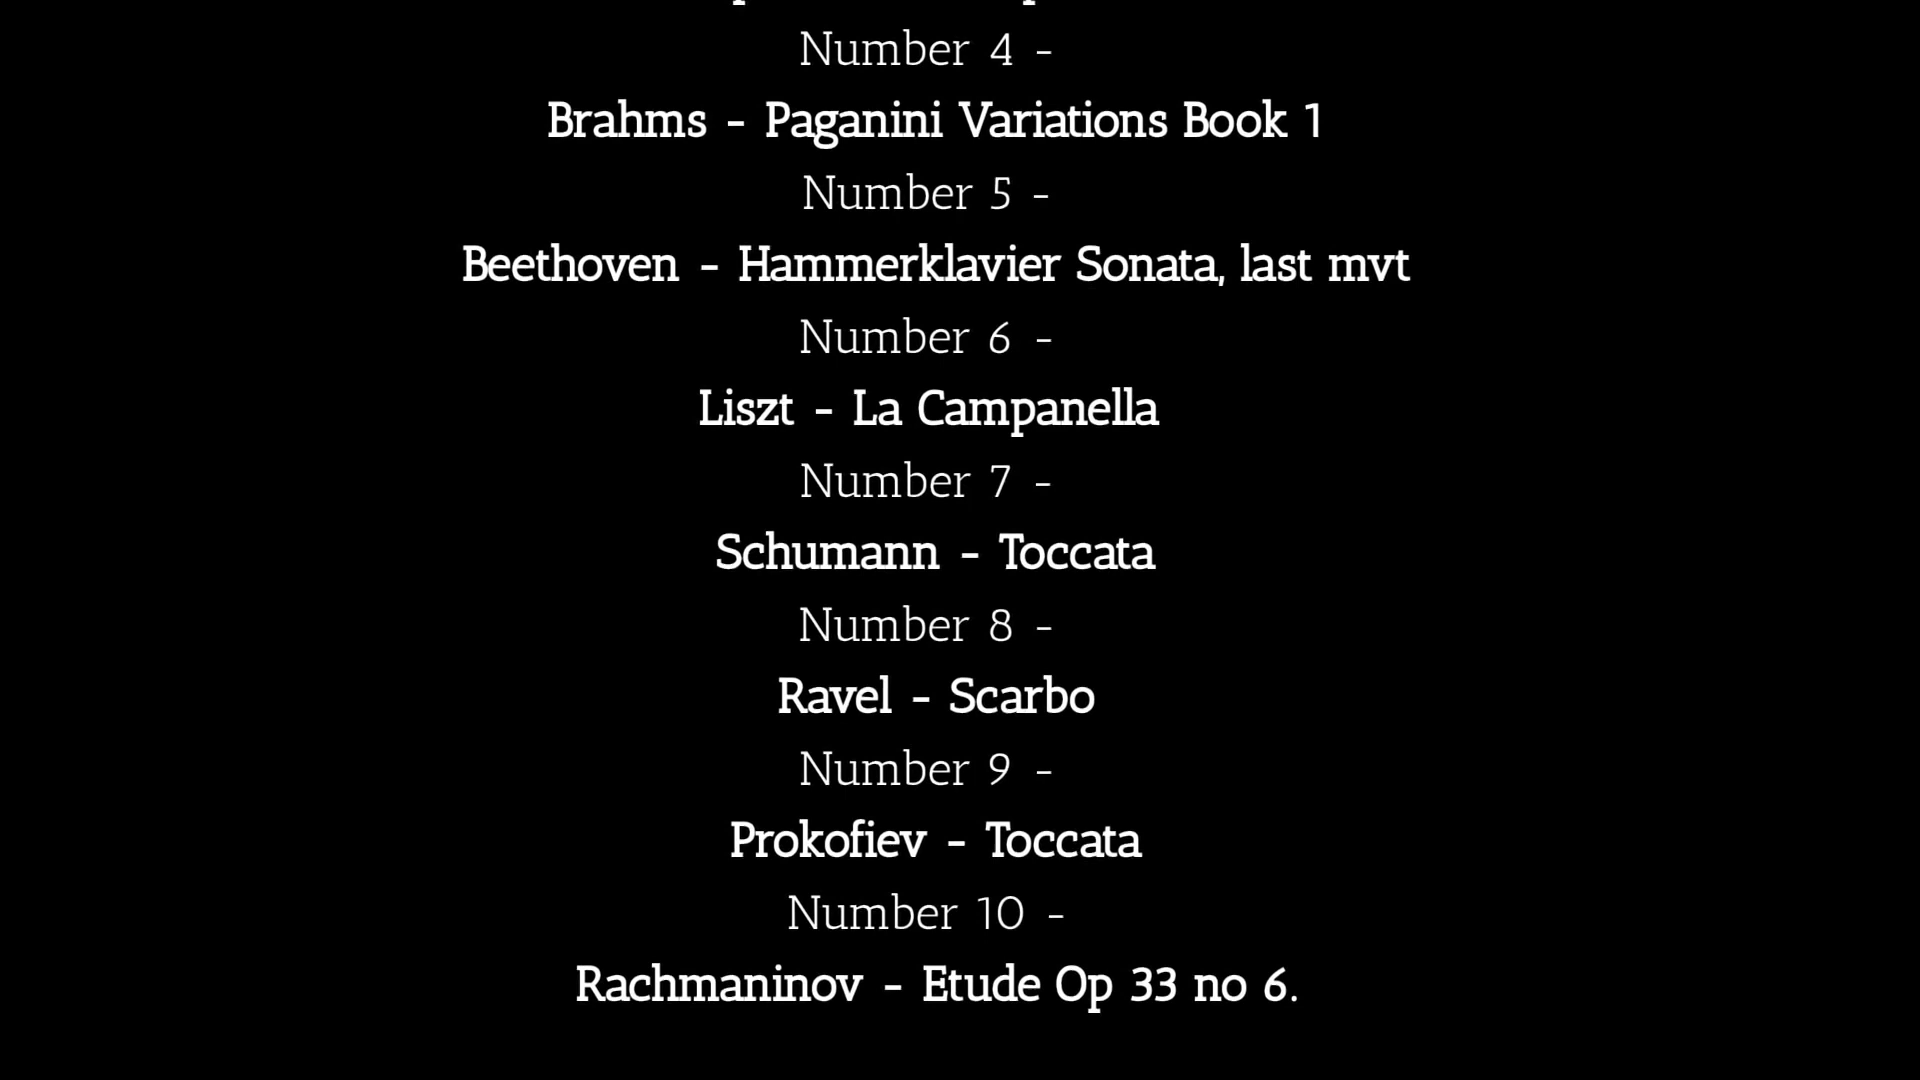 Number 4 -
Brahms - Paganini Variations Book 1
Number 5 -
Beethoven - Hammerklavier Sonata, last mvt
Number 6 -
Liszt - La Campanella
Number 7 -
Schumann - Toccata
Number 8 -
Ravel - Scarbo
Number 9 -
Prokofiev - Toccata
Number 10 -
Rachmaninov - Etude Op 33 no 6.